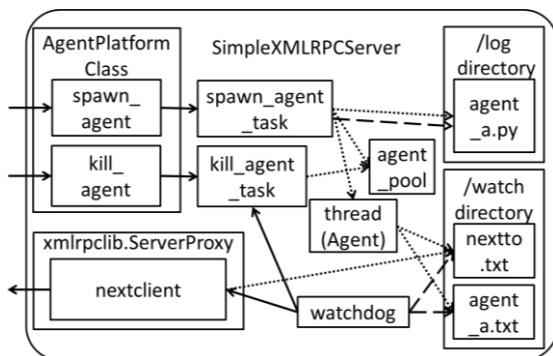 AgentPlatform
Class
SimpleXMLRPCServer
/log
directory
spawn_
agent
spawn_agent
_task
agent
_a.py
kill_
agent
kill_agent
_task
agent
_pool
thread
(Agent)
/watch
directory
nextto
.txt
agent
_a.txt
xmlrpclib.ServerProxy
nextclient
watchdog